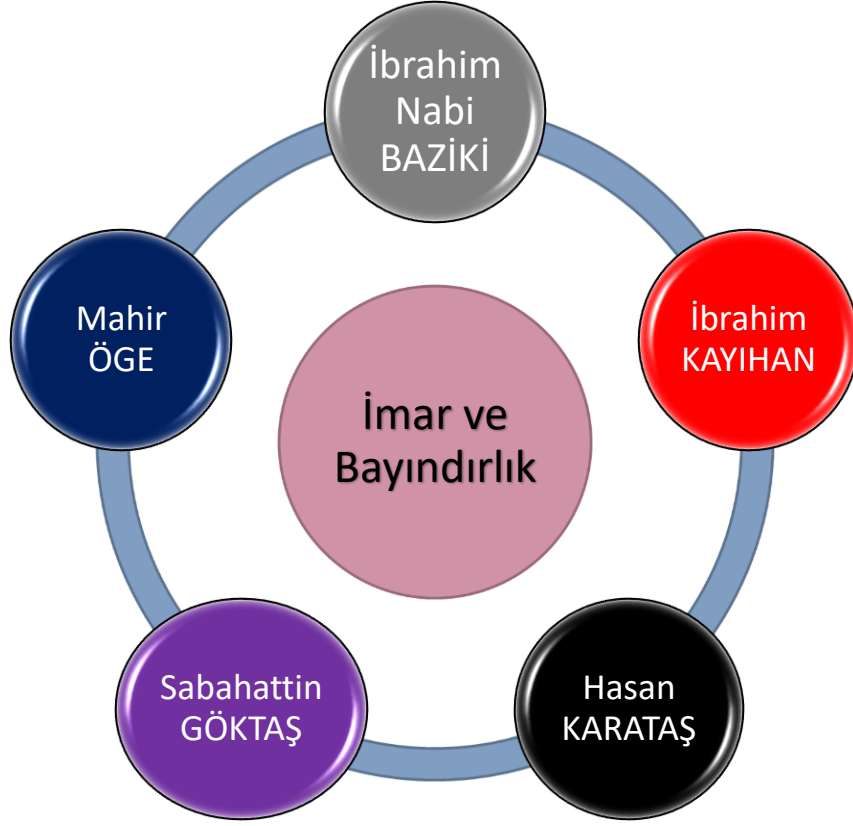 İbrahim
Nabi
BAZİKİ
İbrahim
KAYIHAN
Hasan
KARATAŞ
Sabahattin
GÖKTAŞ
Mahir
ÖGE
İmar ve
Bayındırlık